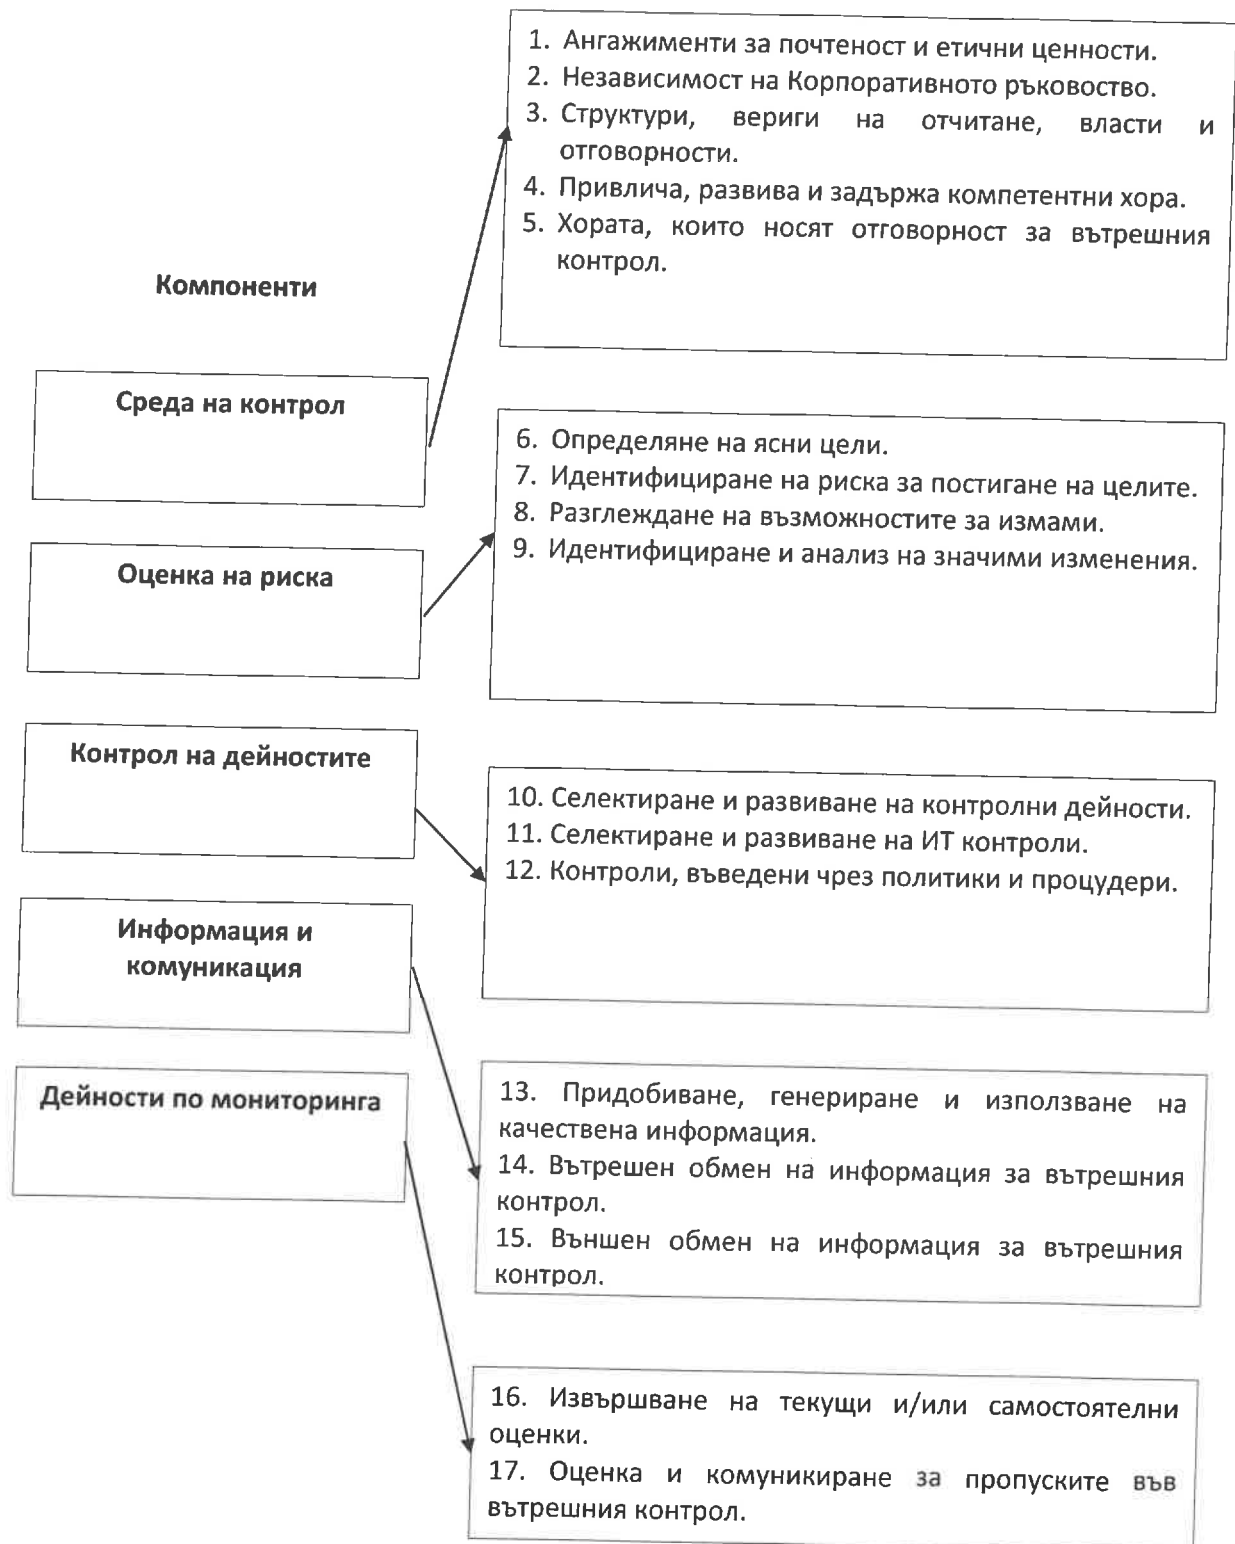 1. Ангажименти за почтеност и етични ценности.
2. Независимост на Корпоративното ръковоство.
3. Структури, вериги на отчитане, власти и
отговорности.
4. Привлича, развива и задържа компетентни хора.
5. Хората, които носят отговорност за вътрешния
контрол.
Компоненти
Среда на контрол
6. Определяне на ясни цели.
7. Идентифициране на риска за постигане на целите.
8. Разглеждане на възможностите за измами.
9. Идентифициране и анализ на значими изменения.
Оценка на риска
Контрол на дейностите
10. Селектиране и развиване на контролни дейности.
11. Селектиране и развиване на ИТ контроли.
12. Контроли, въведени чрез политики и процудери.
Информация и
комуникация
Дейности по мониторинга
13. Придобиване, генериране и използване на
качествена информация.
14. Вътрешен обмен на информация за вътрешния
контрол.
15. Външен обмен на информация за вътрешния
контрол.
16. Извършване на текущи и/или самостоятелни
оценки.
17. Оценка и комуникиране за пропуските във
вътрешния контрол.